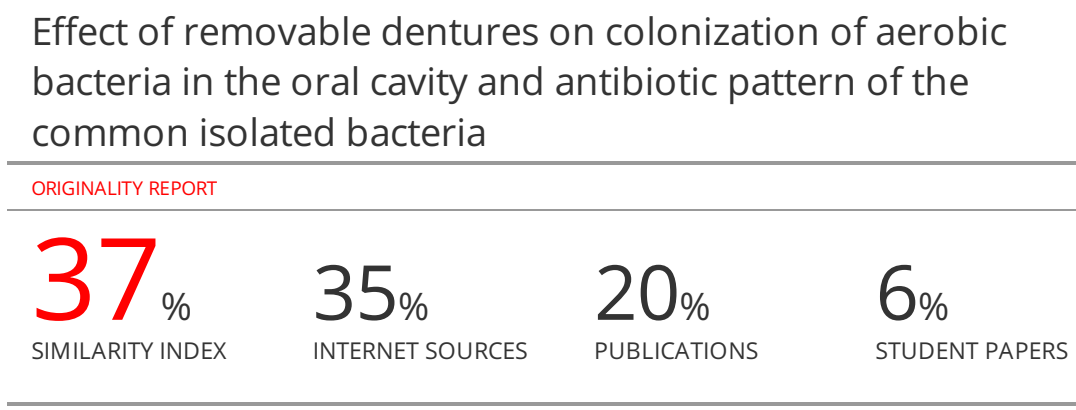 Effect of removable dentures on colonization of aerobic
bacteria in the oral cavity and antibiotic pattern of the
common isolated bacteria
ORIGINALITY REPORT
37% 35% 20% 6%
SIMILARITY INDEX INTERNET SOURCES PUBLICATIONS STUDENT PAPERS